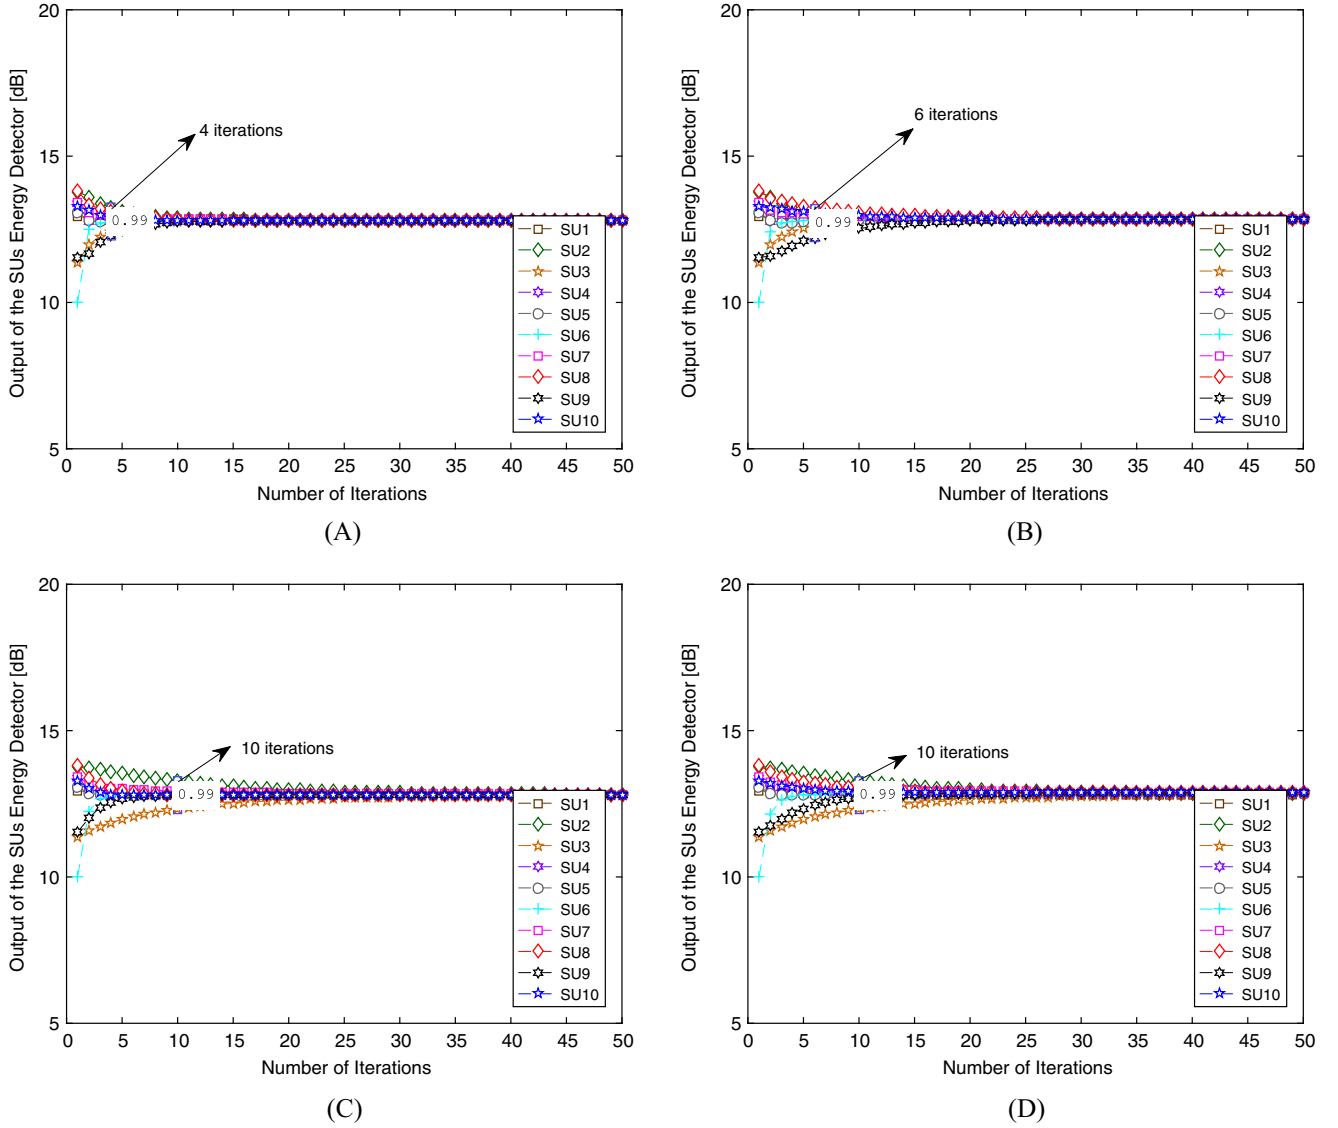 20
15
10
5
0 5 10 15 20 25 30 35 40 45 50
Output of the SUs Energy Detector [dB]
Number of Iterations
4 iterations
0.99
SU1
SU2
SU3
SU4
SU5
SU6
SU7
SU8
SU9
SU10
(A)
20
15
10
5
0 5 10 15 20 25 30 35 40 45 50
Output of the SUs Energy Detector [dB]
Number of Iterations
6 iterations
0.99
SU1
SU2
SU3
SU4
SU5
SU6
SU7
SU8
SU9
SU10
(B)
20
15
10
5
0 5 10 15 20 25 30 35 40 45 50
Output of the SUs Energy Detector [dB]
Number of Iterations
10 iterations
0.99
SU1
SU2
SU3
SU4
SU5
SU6
SU7
SU8
SU9
SU10
(C)
20
15
10
5
0 5 10 15 20 25 30 35 40 45 50
Output of the SUs Energy Detector [dB]
Number of Iterations
10 iterations
0.99
SU1
SU2
SU3
SU4
SU5
SU6
SU7
SU8
SU9
SU10
(D)